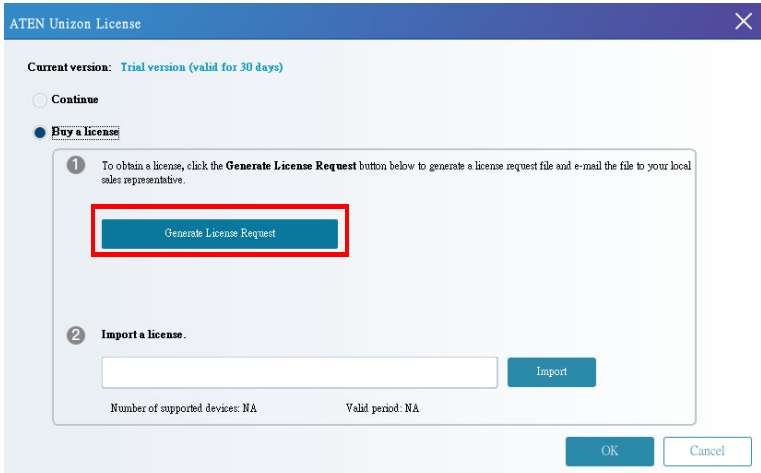 ATEN Unizon License
Current version: Trial version (valid for 30 days)
Continue
Buy a license
1
To obtain a license, click the Generate License Request button below to generate a license request file and e-mail the file to your local
sales representative.
Generate License Request
2
Import a license.
Import
Number of supported devices: NA Valid period: NA
OK Cancel